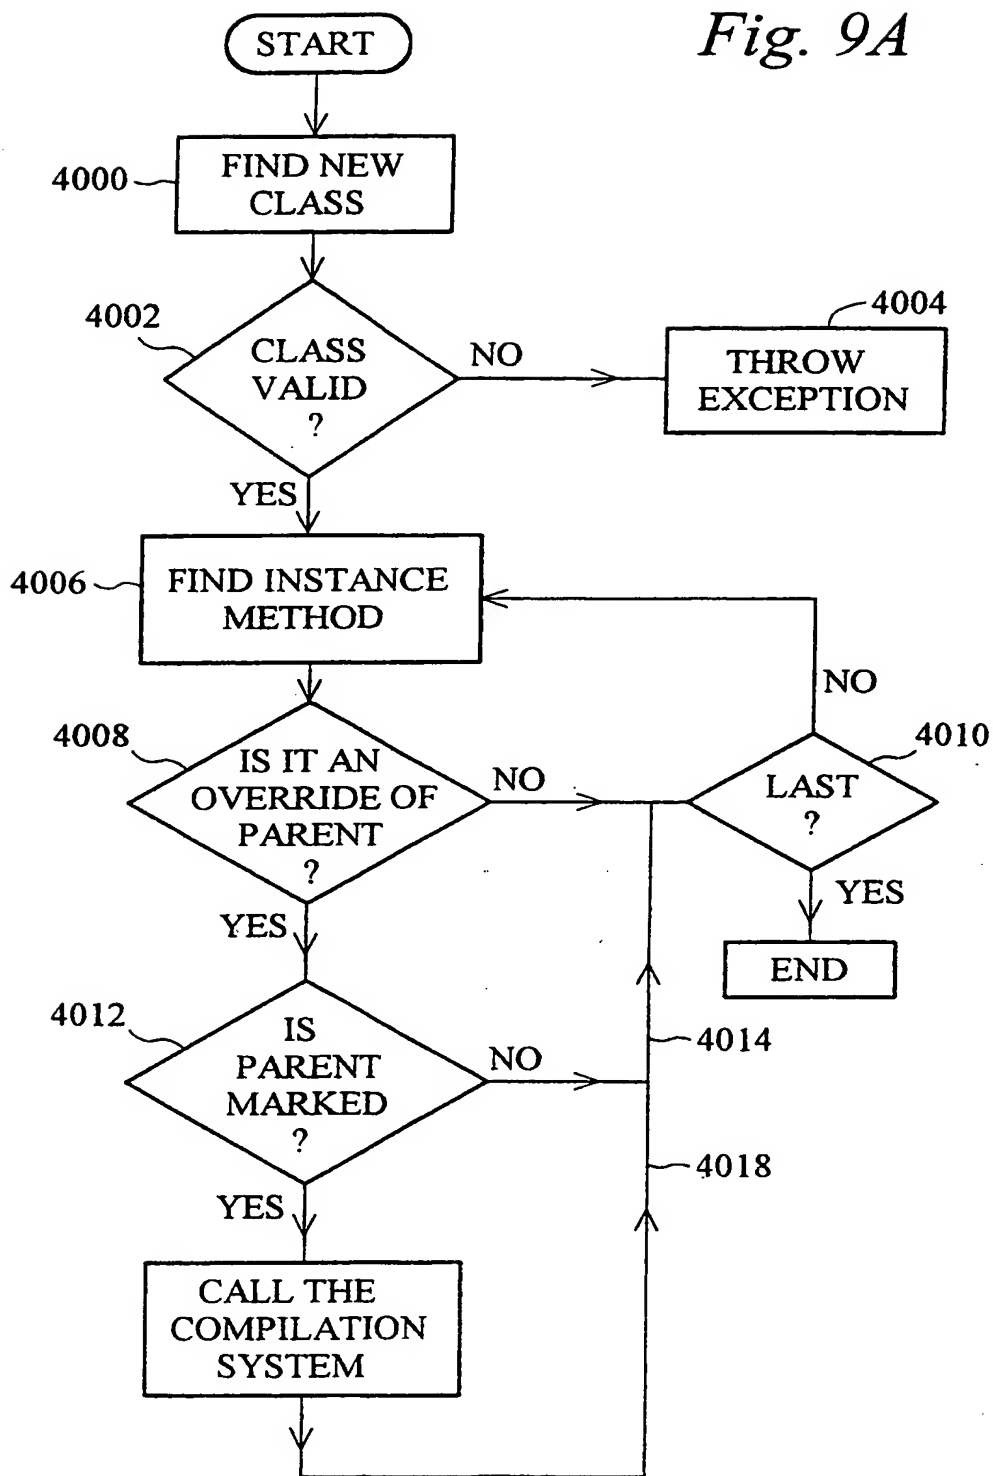 Fig. 9A
START
4000
FIND NEW
CLASS
4002
CLASS
VALID
?
NO
4004
THROW
EXCEPTION
YES
4006
FIND INSTANCE
METHOD
NO
4008
IS IT AN
OVERRIDE OF
PARENT
?
NO
4010
LAST
?
YES
END
YES
4012
IS
PARENT
MARKED
?
NO
4014
4018
YES
CALL THE
COMPILATION
SYSTEM